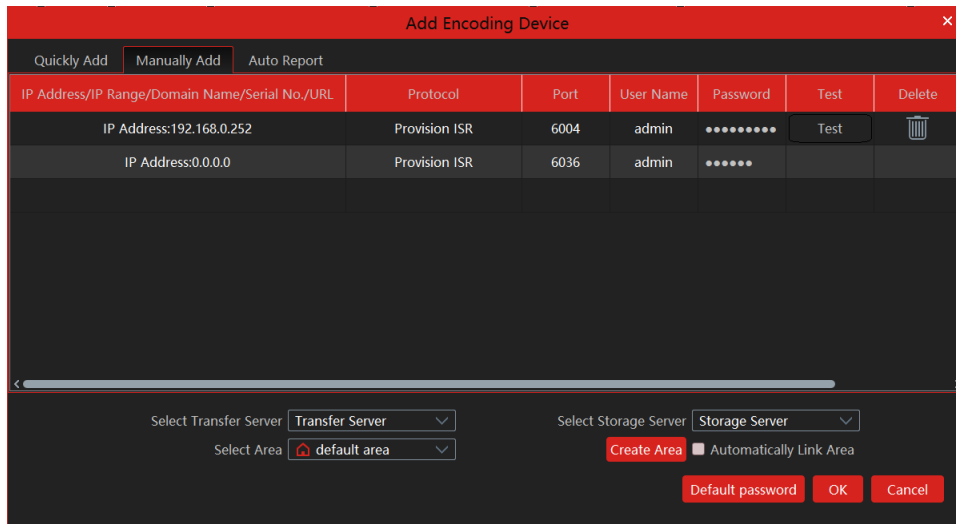 Add Encoding Device
Quickly Add Manually Add Auto Report
IP Address/IP Range/Domain Name/Serial No./URL Protocol Port User Name Password Test Delete
IP Address:192.168.0.252 Provision ISR 6004 admin ●●●●●●●●● Test
IP Address:0.0.0.0 Provision ISR 6036 admin ●●●●●●
Select Transfer Server Transfer Server Select Storage Server Storage Server
Select Area default area Create Area Automatically Link Area
Default password OK Cancel